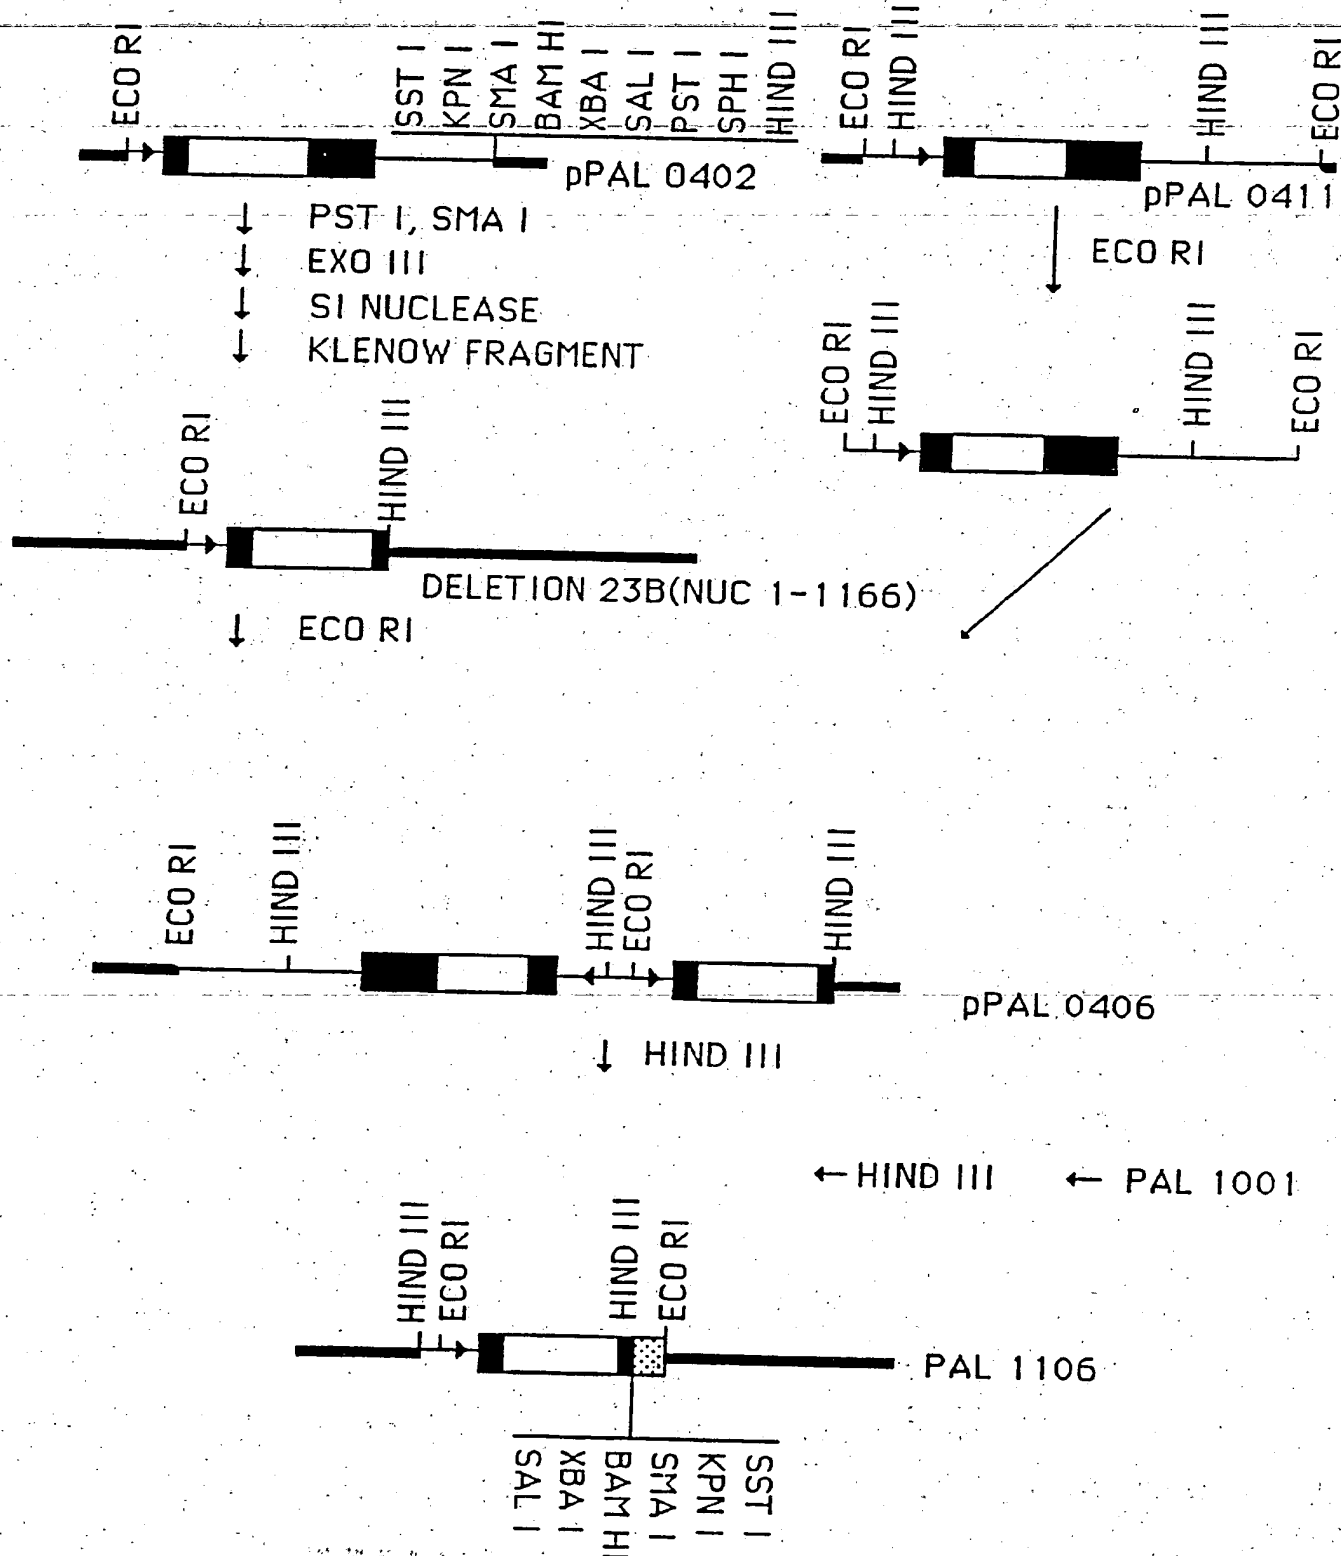 ECO RI
SST I
KPN I
SMA I
BAM HI
XBA I
SAL I
PST I
SPH I
HIND III
pPAL 0402
ECO RI
HIND III
HIND III
ECO RI
pPAL 0411
↓ PST I, SMA I
↓ EXO III
↓ SI NUCLEASE
↓ KLENOW FRAGMENT
ECO RI
ECO RI
HIND III
HIND III
ECO RI
ECO RI
HIND III
DELETION 23B(NUC 1-1166)
↓ ECO RI
ECO RI
HIND III
HIND III
ECO RI
HIND III
pPAL 0406
↓ HIND III
← HIND III ← PAL 1001
HIND III
ECO RI
HIND III
ECO RI
PAL 1106
SAL I
XBA I
BAM HI
SMA I
KPN I
SST I